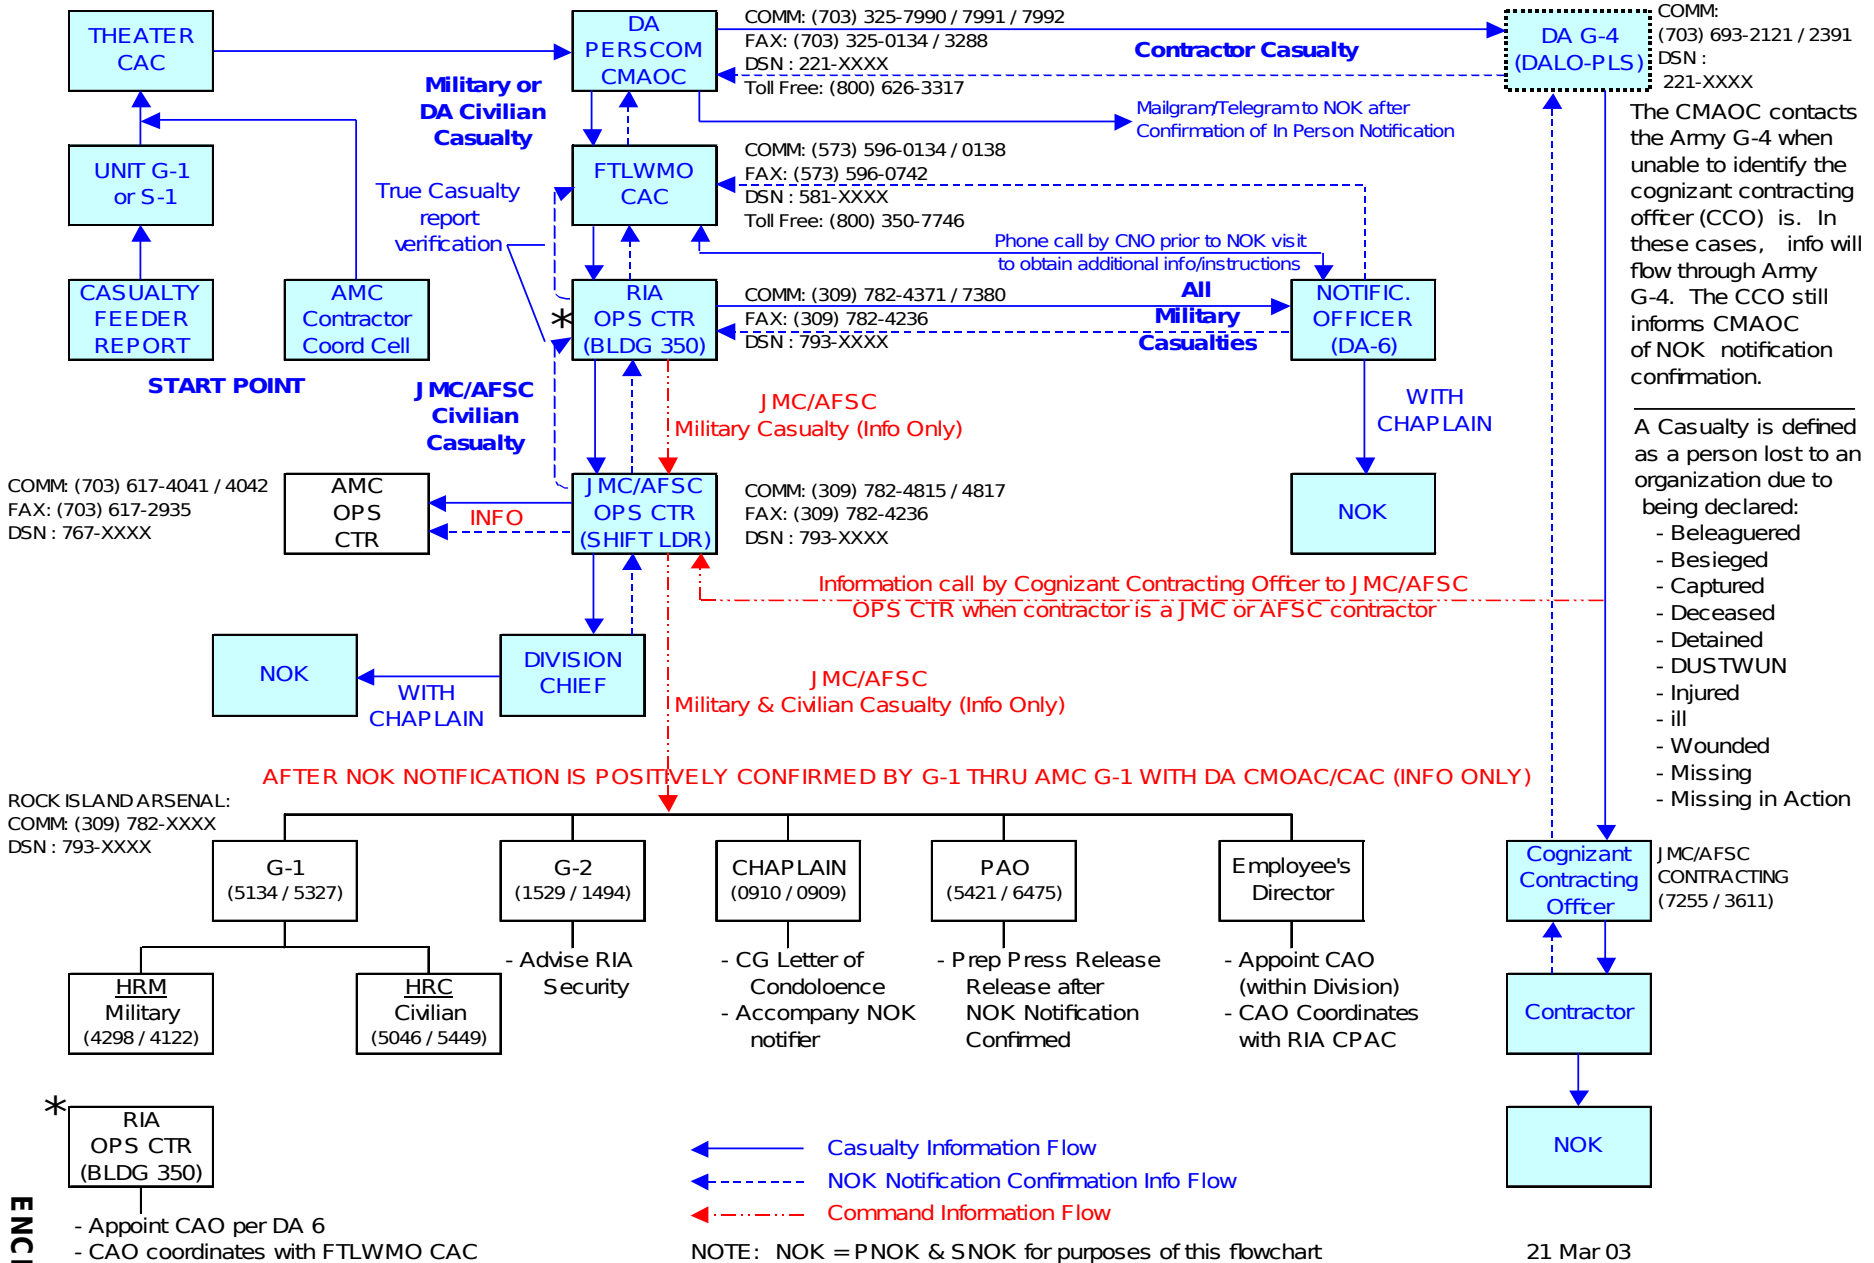 THEATER
CAC
DA
PERSCOM
CMAOC
COMM: (703) 325-7990 / 7991 / 7992
FAX: (703) 325-0134 / 3288
DSN : 221-XXXX
Toll Free: (800) 626-3317
Contractor Casualty
DA G-4
(DALO-PLS)
COMM:
(703) 693-2121 / 2391
DSN :
221-XXXX
Military or
DA Civilian
Casualty
Mailgram/Telegram to NOK after
Confirmation of In Person Notification
The CMAOC contacts
the Army G-4 when
unable to identify the
cognizant contracting
officer (CCO) is. In
these cases, info will
flow through Army
G-4. The CCO still
informs CMAOC
of NOK notification
confirmation.
UNIT G-1
or S-1
True Casualty
report
verification
FTLWMO
CAC
COMM: (573) 596-0134 / 0138
FAX: (573) 596-0742
DSN : 581-XXXX
Toll Free: (800) 350-7746
Phone call by CNO prior to NOK visit
to obtain additional info/instructions
CASUALTY
FEEDER
REPORT
AMC
Contractor
Coord Cell
START POINT
*
RIA
OPS CTR
(BLDG 350)
COMM: (309) 782-4371 / 7380
FAX: (309) 782-4236
DSN : 793-XXXX
All
Military
Casualties
NOTIFIC.
OFFICER
(DA-6)
JMC/AFSC
Civilian
Casualty
JMC/AFSC
Military Casualty (Info Only)
WITH
CHAPLAIN
A Casualty is defined
as a person lost to an
organization due to
being declared:
- Beleaguered
- Besieged
- Captured
- Deceased
- Detained
- DUSTWUN
- Injured
- ill
- Wounded
- Missing
- Missing in Action
COMM: (703) 617-4041 / 4042
FAX: (703) 617-2935
DSN : 767-XXXX
AMC
OPS
CTR
INFO
JMC/AFSC
OPS CTR
(SHIFT LDR)
COMM: (309) 782-4815 / 4817
FAX: (309) 782-4236
DSN : 793-XXXX
NOK
Information call by Cognizant Contracting Officer to JMC/AFSC
OPS CTR when contractor is a JMC or AFSC contractor
NOK
WITH
CHAPLAIN
DIVISION
CHIEF
JMC/AFSC
Military & Civilian Casualty (Info Only)
AFTER NOK NOTIFICATION IS POSITIVELY CONFIRMED BY G-1 THRU AMC G-1 WITH DA CMOAC/CAC (INFO ONLY)
ROCK ISLAND ARSENAL:
COMM: (309) 782-XXXX
DSN : 793-XXXX
G-1
(5134 / 5327)
G-2
(1529 / 1494)
CHAPLAIN
(0910 / 0909)
PAO
(5421 / 6475)
Employee's
Director
Cognizant
Contracting
Officer
JMC/AFSC
CONTRACTING
(7255 / 3611)
HRM
Military
(4298 / 4122)
HRC
Civilian
(5046 / 5449)
- Advise RIA
Security
- CG Letter of
Condoloence
- Accompany NOK
notifier
- Prep Press Release
Release after
NOK Notification
Confirmed
- Appoint CAO
(within Division)
- CAO Coordinates
with RIA CPAC
Contractor
NOK
*
RIA
OPS CTR
(BLDG 350)
- Appoint CAO per DA 6
- CAO coordinates with FTLWMO CAC
Casualty Information Flow
NOK Notification Confirmation Info Flow
Command Information Flow
NOTE: NOK = PNOK & SNOK for purposes of this flowchart
21 Mar 03